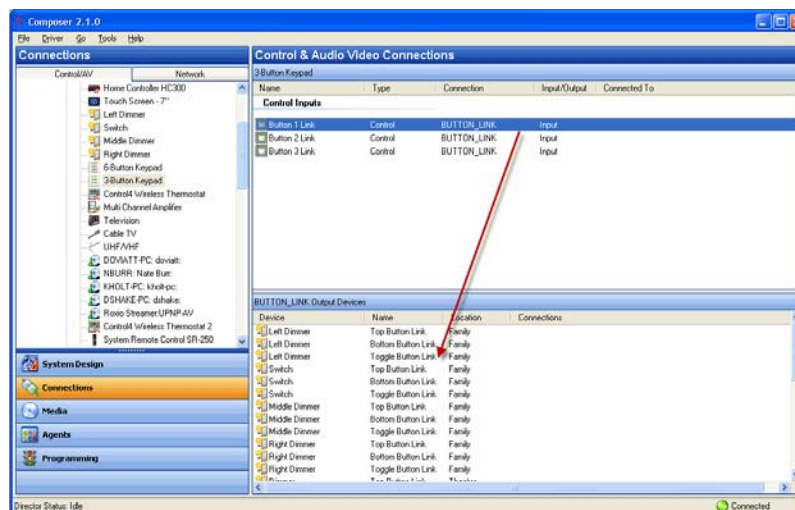 Composer 2.1.0
File Driver Go Tools Help
Connections
Control/AV Network
Home Controller HC300
Touch Screen - 7"
Left Dimmer
Switch
Middle Dimmer
Right Dimmer
6-Button Keypad
3-Button Keypad
Control4 Wireless Thermostat
Multi Channel Amplifier
Television
Cable TV
UHF/VHF
DOVIATT-PC: doviatt:
NBURR: Nate Burr:
KHOLT-PC: kholt-pc:
DSHAKE-PC: dshake:
Roxio Streamer:UPNP-AV
Control4 Wireless Thermostat 2
System Remote Control SR-250
System Design
Connections
Media
Agents
Programming
Control & Audio Video Connections
3-Button Keypad
Name Type Connection Input/Output Connected To
Control Inputs
Button 1 Link Control BUTTON_LINK Input
Button 2 Link Control BUTTON_LINK Input
Button 3 Link Control BUTTON_LINK Input
BUTTON_LINK Output Devices
Device Name Location Connections
Left Dimmer Top Button Link Family
Left Dimmer Bottom Button Link Family
Left Dimmer Toggle Button Link Family
Switch Top Button Link Family
Switch Bottom Button Link Family
Switch Toggle Button Link Family
Middle Dimmer Top Button Link Family
Middle Dimmer Bottom Button Link Family
Middle Dimmer Toggle Button Link Family
Right Dimmer Top Button Link Family
Right Dimmer Bottom Button Link Family
Right Dimmer Toggle Button Link Family
Dimmer Top Button Link Theater
Director Status: Idle
Connected